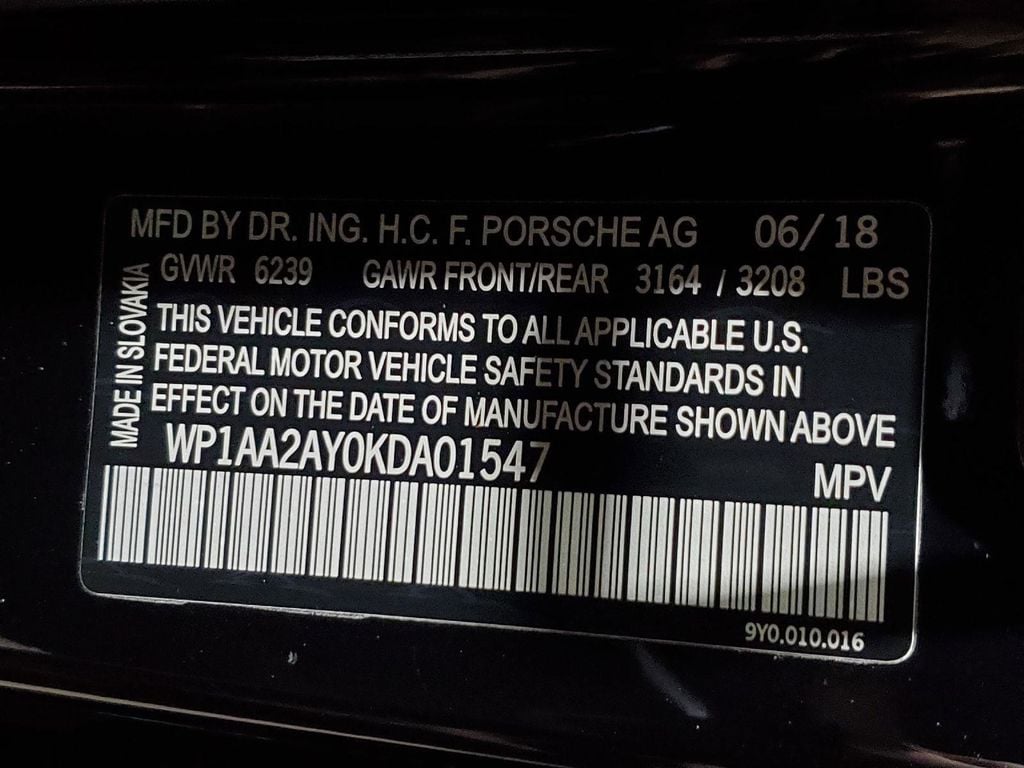 MFD BY DR. ING. H.C. F. PORSCHE AG 06/18
GVWR 6239 GAWR FRONT/REAR 3164 / 3208 LBS
MADE IN SLOVAKIA
THIS VEHICLE CONFORMS TO ALL APPLICABLE U.S.
FEDERAL MOTOR VEHICLE SAFETY STANDARDS IN
EFFECT ON THE DATE OF MANUFACTURE SHOWN ABOVE
WP1AA2AY0KDA01547 MPV
9Y0.010.016